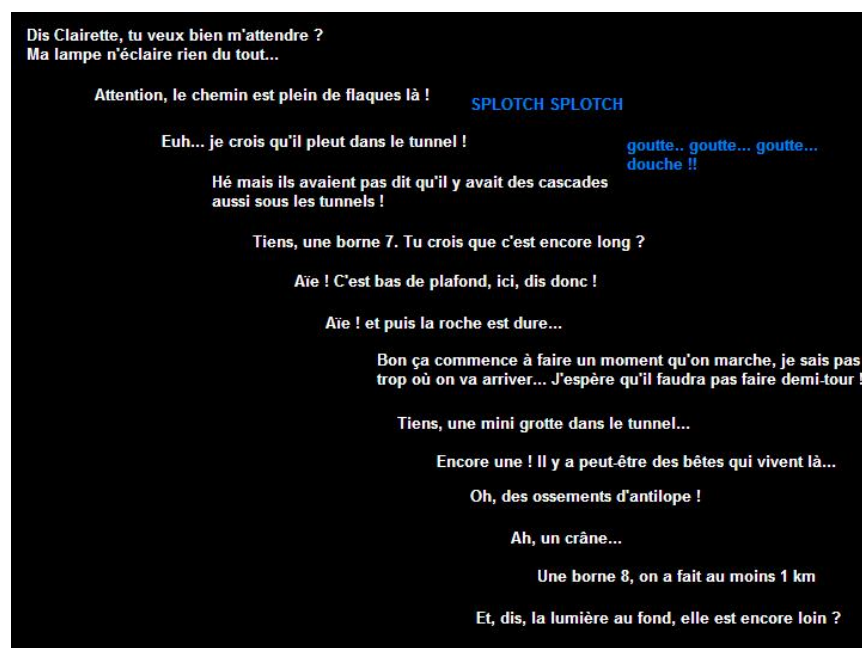 Dis Clairette, tu veux bien m'attendre ?
Ma lampe n'éclaire rien du tout...
Attention, le chemin est plein de flaques là !
SPLOTCH SPLOTCH
Euh... je crois qu'il pleut dans le tunnel !
goutte.. goutte... goutte...
douche !!
Hé mais ils avaient pas dit qu'il y avait des cascades
aussi sous les tunnels !
Tiens, une borne 7. Tu crois que c'est encore long ?
Aïe ! C'est bas de plafond, ici, dis donc !
Aïe ! et puis la roche est dure...
Bon ça commence à faire un moment qu'on marche, je sais pas
trop où on va arriver... J'espère qu'il faudra pas faire demi-tour !
Tiens, une mini grotte dans le tunnel...
Encore une ! Il y a peut-être des bêtes qui vivent là...
Oh, des ossements d'antilope !
Ah, un crâne...
Une borne 8, on a fait au moins 1 km
Et, dis, la lumière au fond, elle est encore loin ?